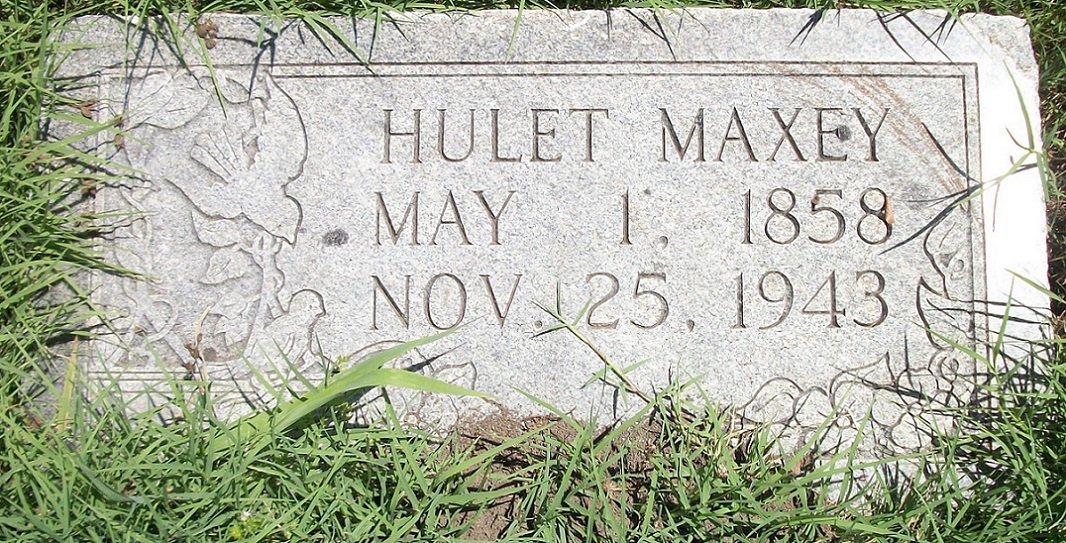 HULET MAXEY
MAY 1, 1858
NOV. 25, 1943